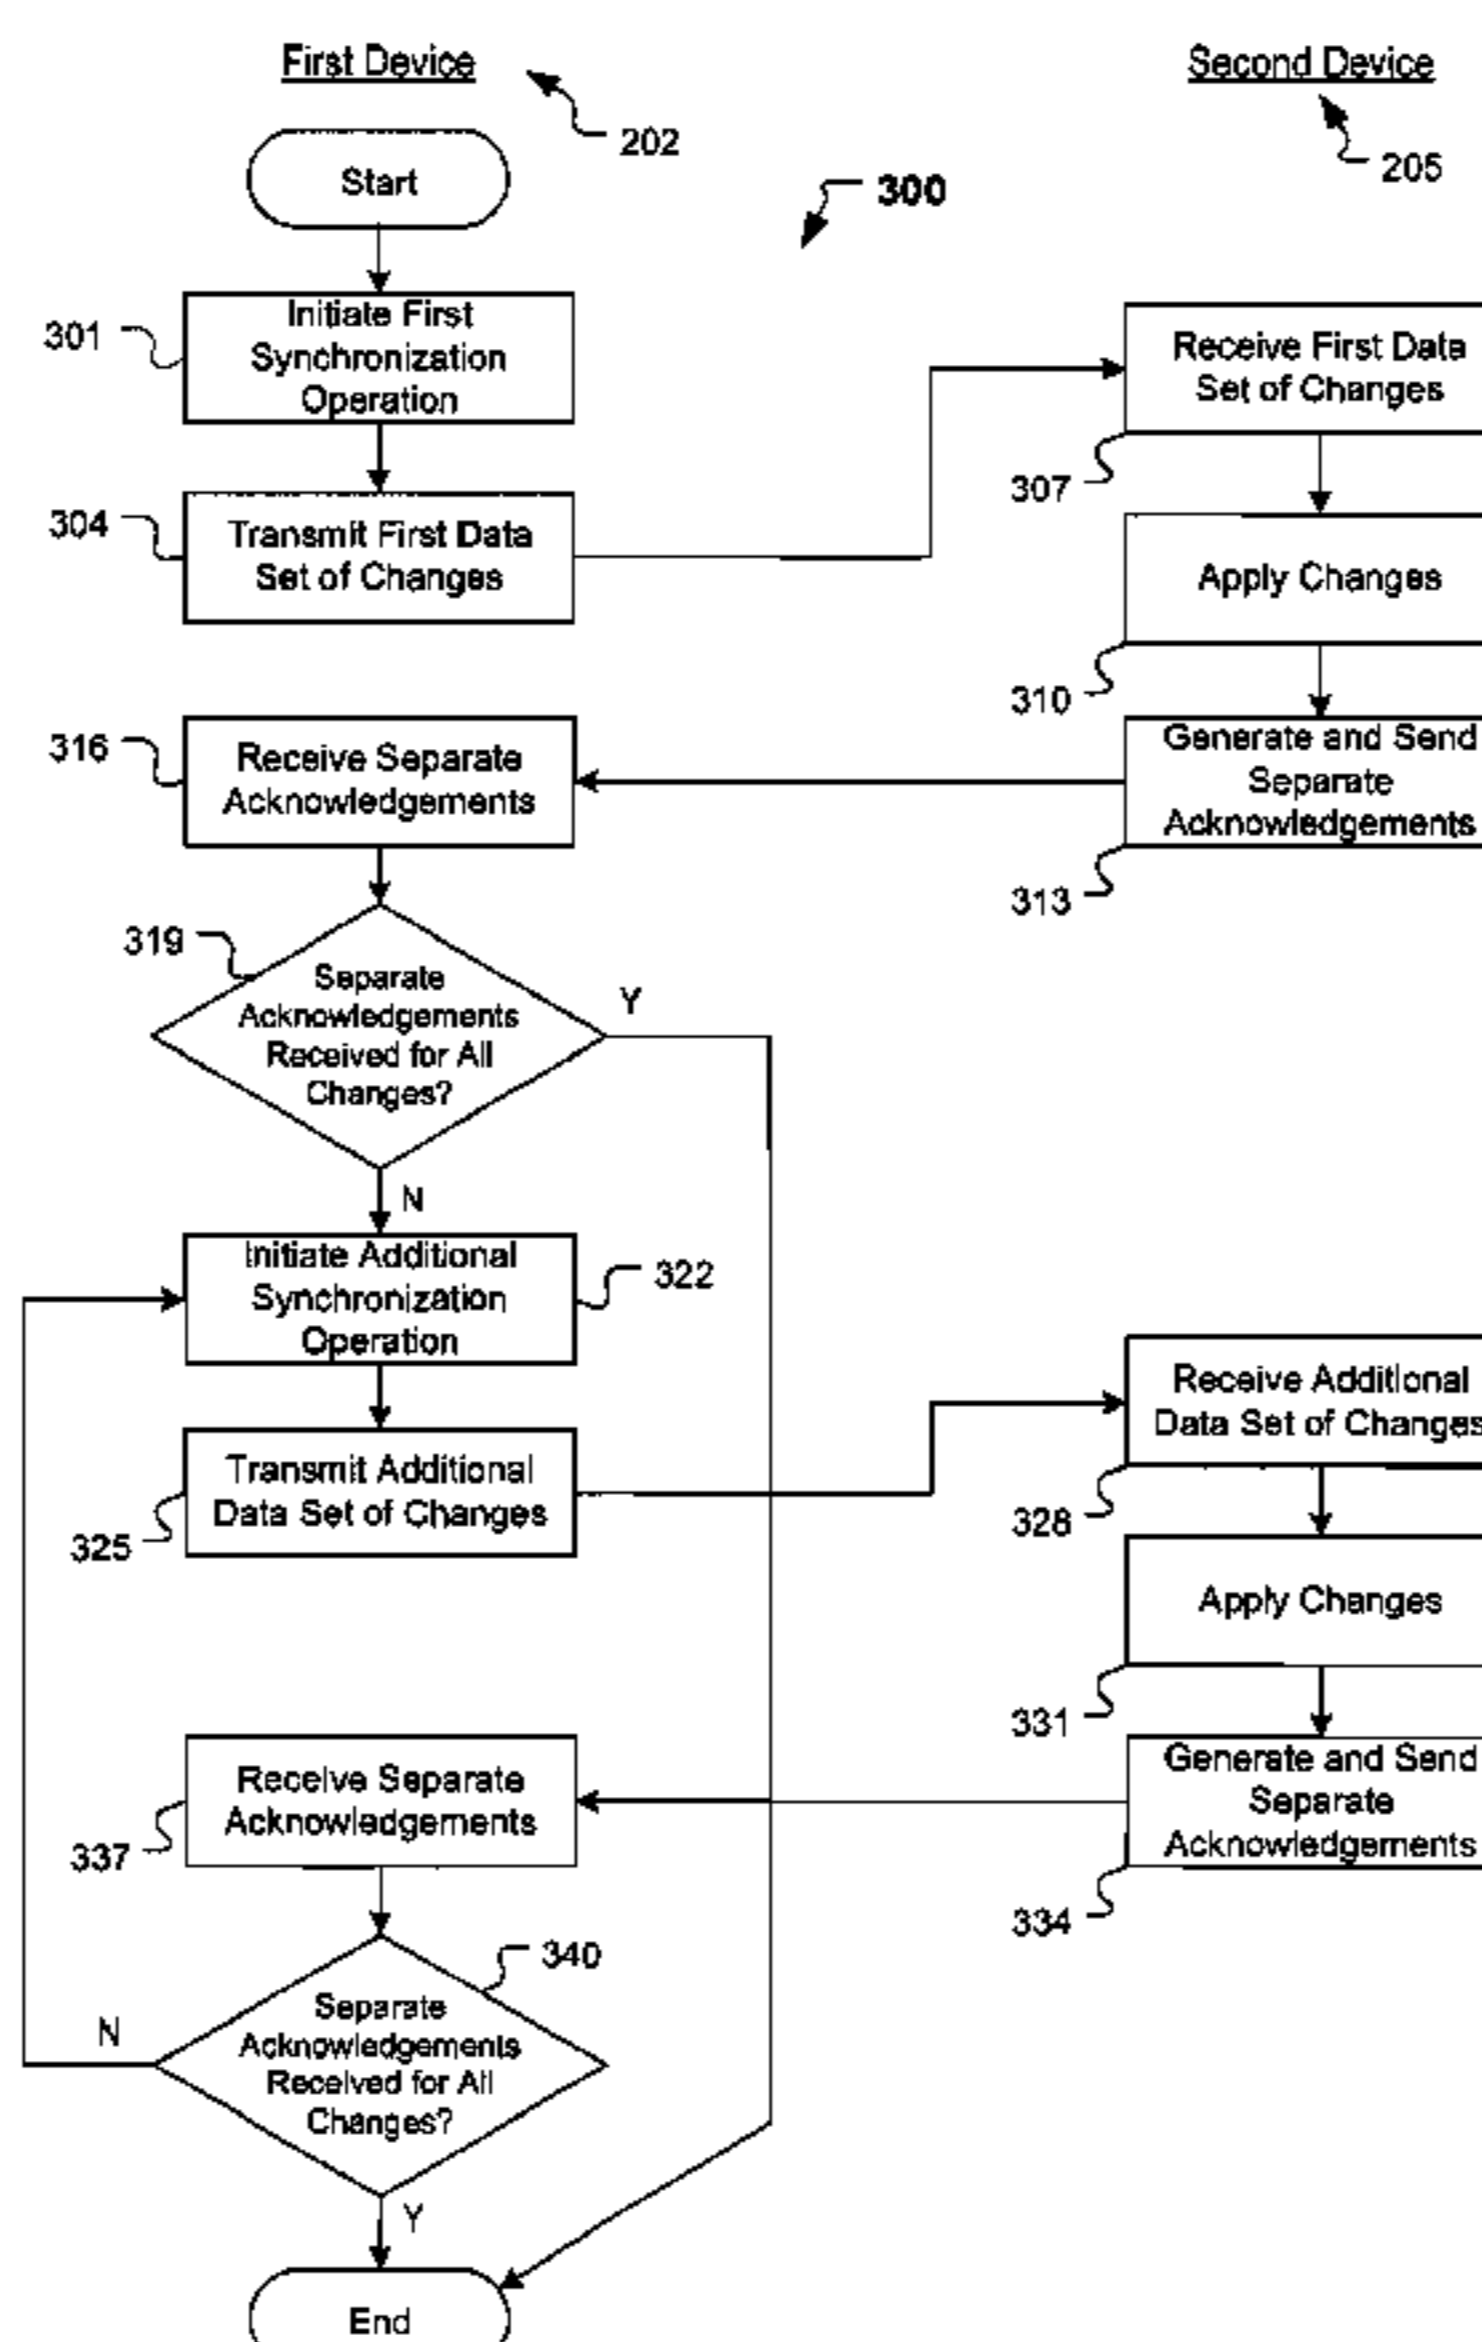 First Device
Second Device
202
205
Start
300
301
Initiate First
Synchronization
Operation
Receive First Data
Set of Changes
307
304
Transmit First Data
Set of Changes
Apply Changes
310
316
Receive Separate
Acknowledgements
Generate and Send
Separate
Acknowledgements
313
319
Separate
Acknowledgements
Received for All
Changes?
Y
N
Initiate Additional
Synchronization
Operation
322
Receive Additional
Data Set of Changes
328
Transmit Additional
Data Set of Changes
325
Apply Changes
331
Receive Separate
Acknowledgements
337
Generate and Send
Separate
Acknowledgements
334
340
Separate
Acknowledgements
Received for All
Changes?
N
Y
End